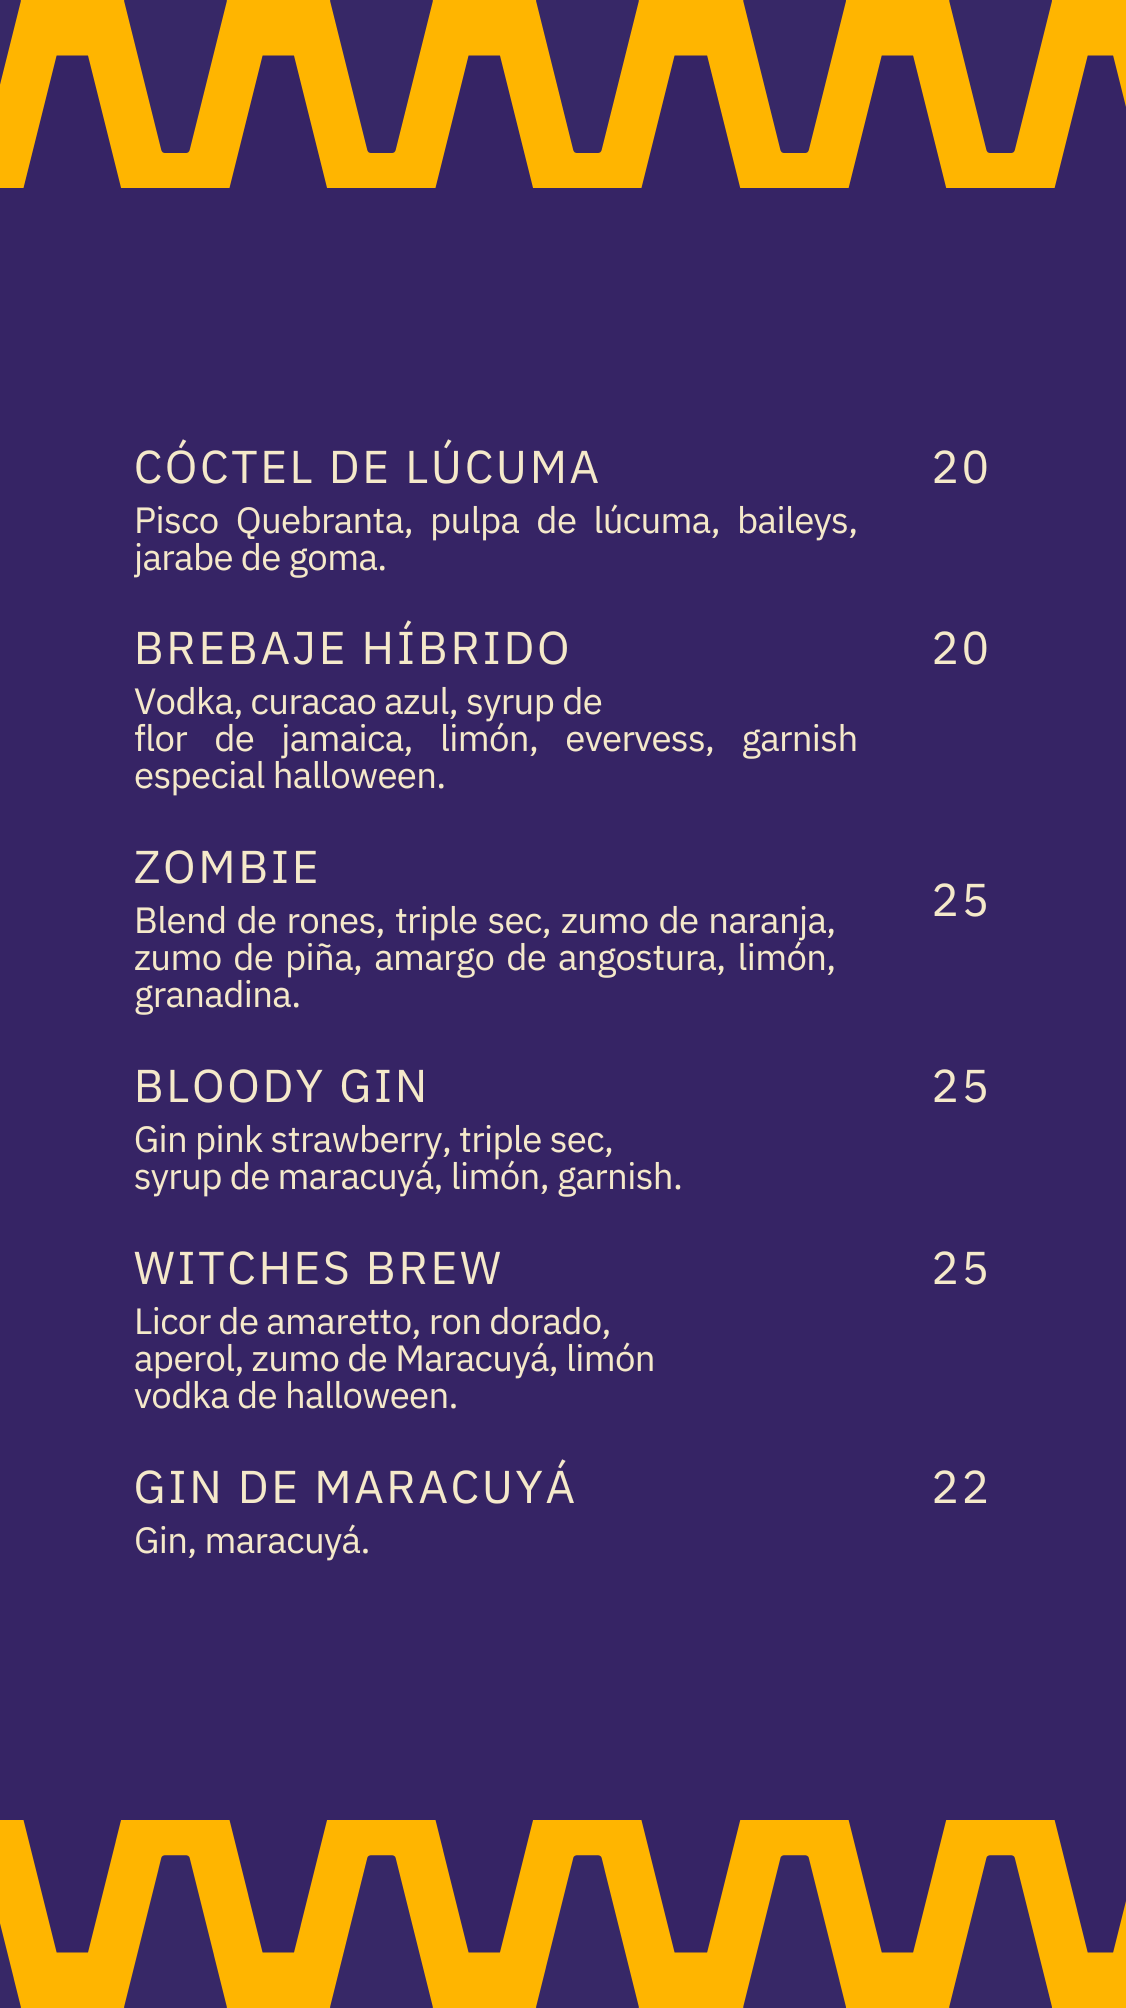 CÓCTEL DE LÚCUMA 20
Pisco Quebranta, pulpa de lúcuma, baileys,
jarabe de goma.
BREBAJE HÍBRIDO 20
Vodka, curacao azul, syrup de
flor de jamaica, limón, evervess, garnish
especial halloween.
ZOMBIE
25
Blend de rones, triple sec, zumo de naranja,
zumo de piña, amargo de angostura, limón,
granadina.
BLOODY GIN 25
Gin pink strawberry, triple sec,
syrup de maracuyá, limón, garnish.
WITCHES BREW 25
Licor de amaretto, ron dorado,
aperol, zumo de Maracuyá, limón
vodka de halloween.
GIN DE MARACUYÁ 22
Gin, maracuyá.